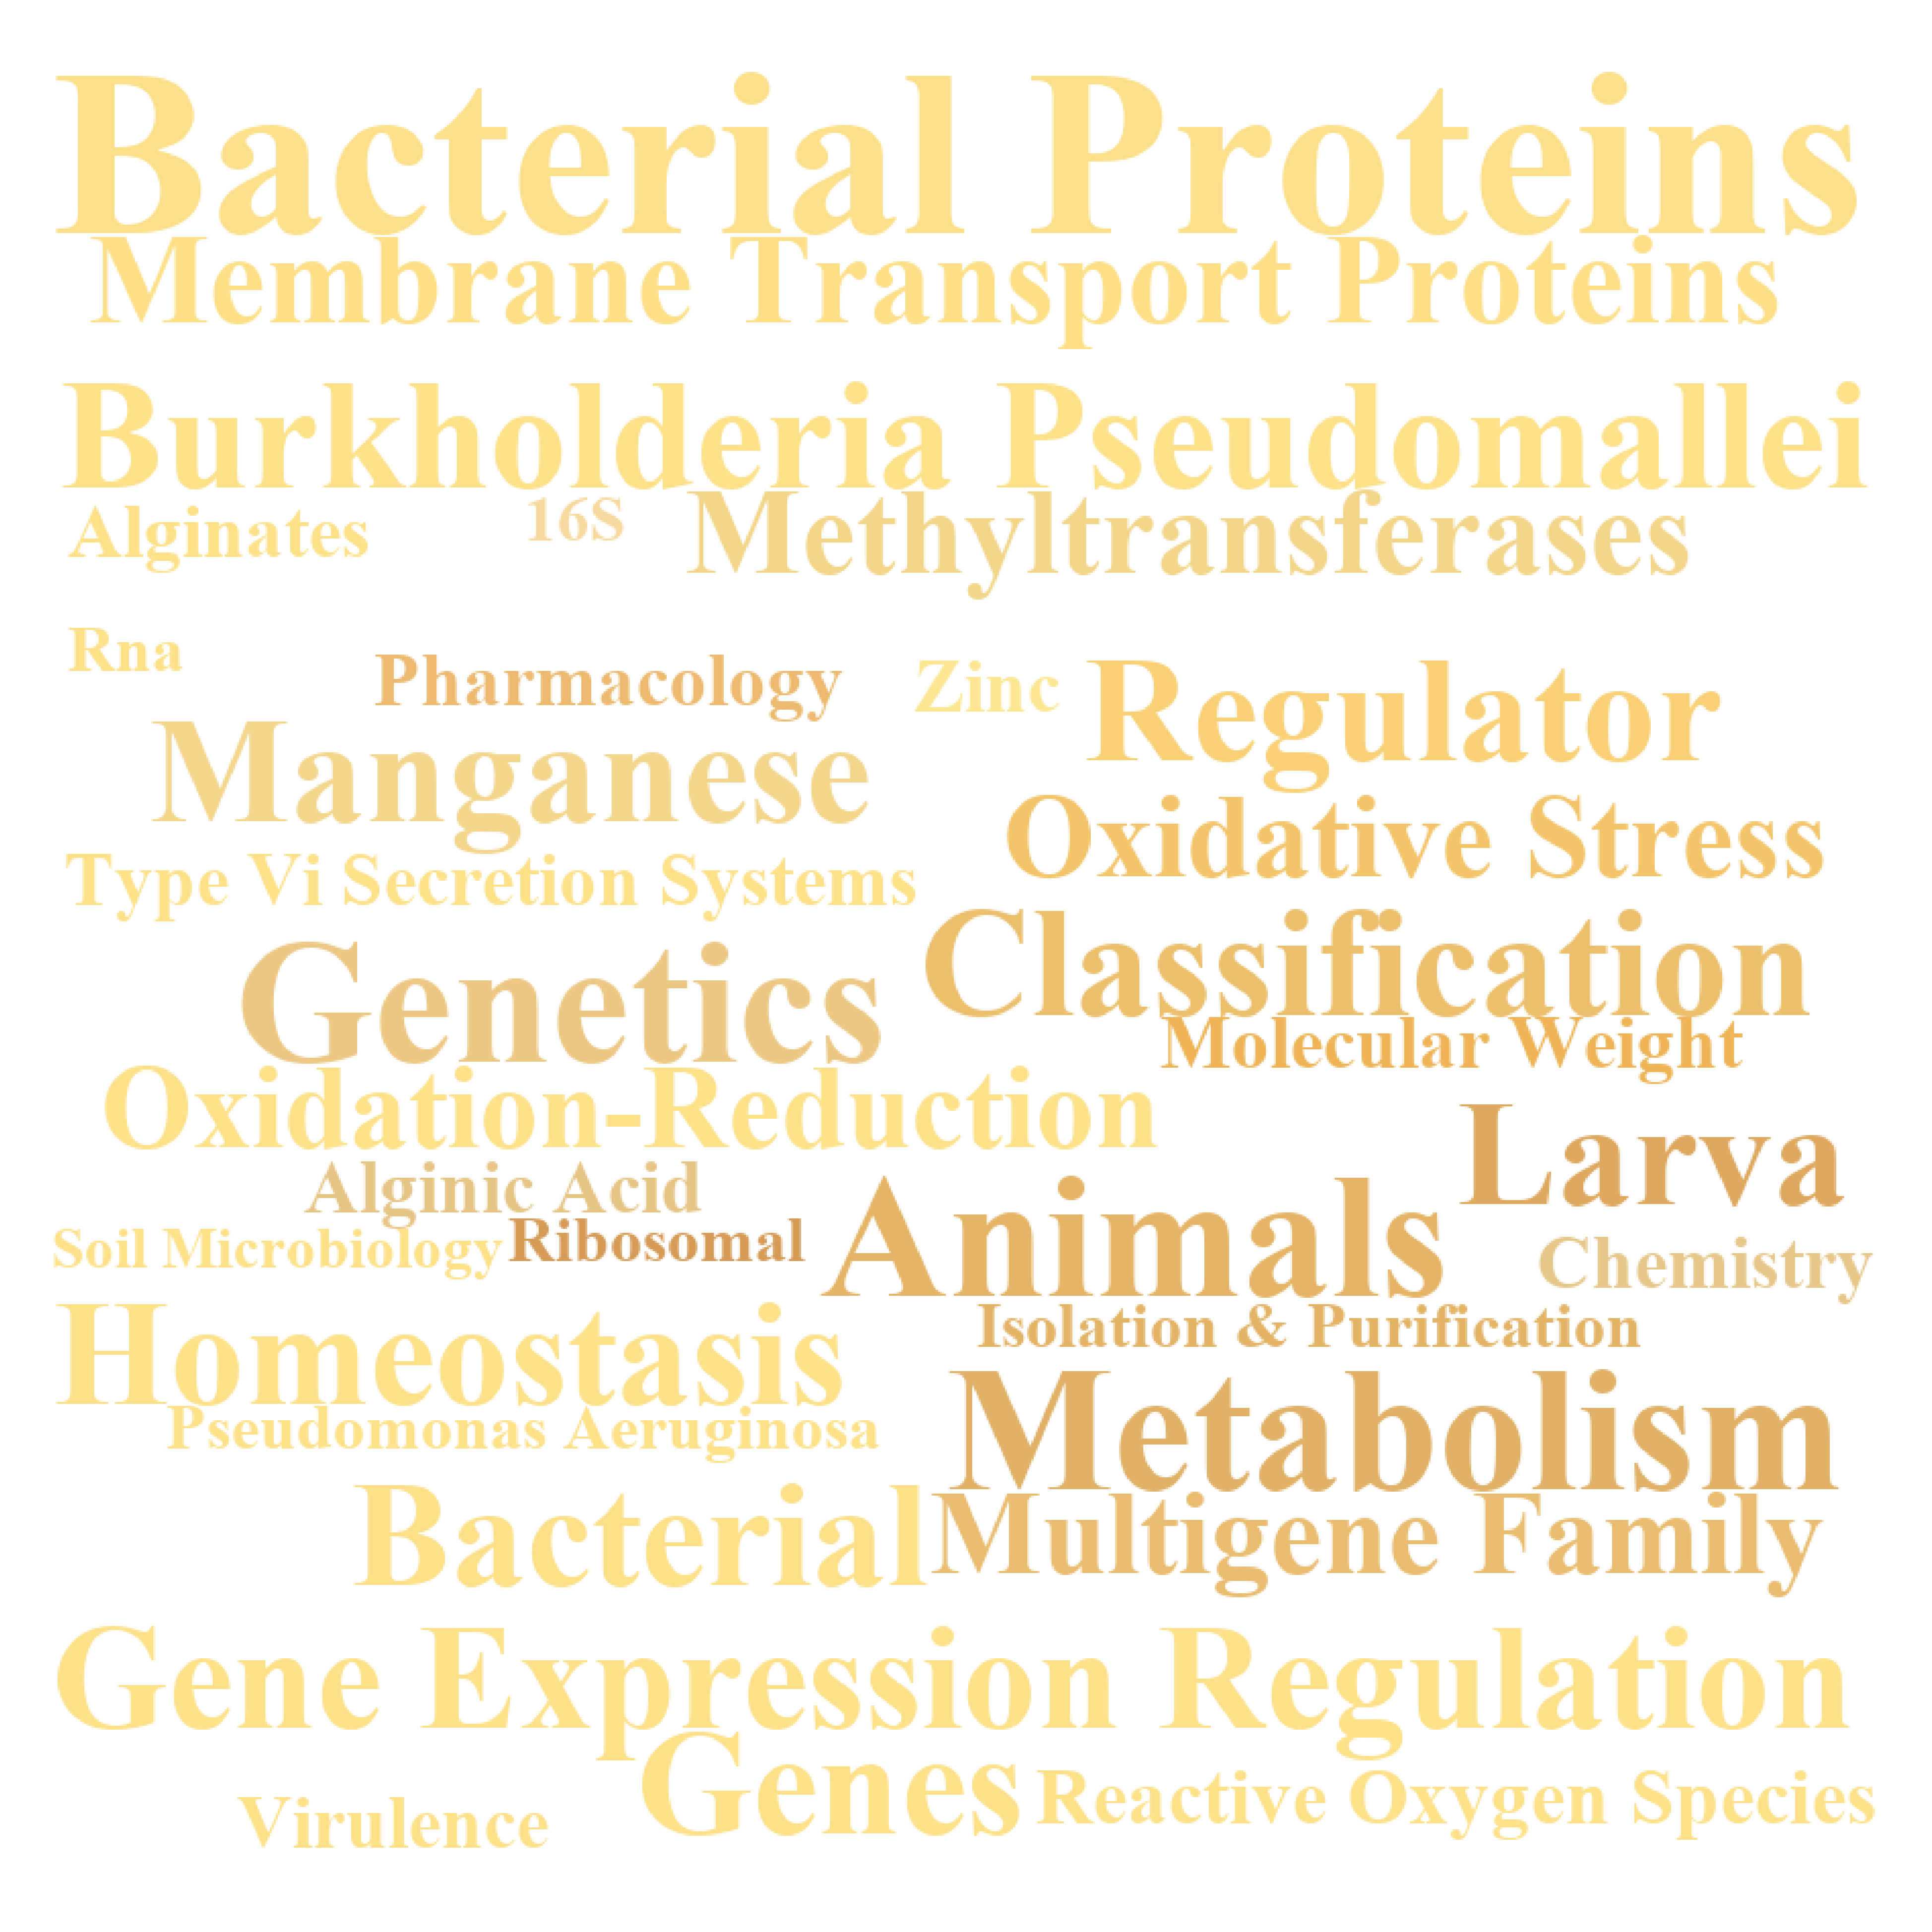 Bacterial Proteins
Membrane Transport Proteins
Burkholderia Pseudomallei
Alginates
16S
Methyltransferases
Rna
Pharmacology
Zinc
Regulator
Manganese
Oxidative Stress
Type Vi Secretion Systems
Classification
Genetics
Molecular Weight
Oxidation-Reduction
Larva
Alginic Acid
Animals
Soil Microbiology
Ribosomal
Chemistry
Homeostasis
Isolation & Purification
Pseudomonas Aeruginosa
Metabolism
Bacterial
Multigene Family
Gene Expression Regulation
Genes
Reactive Oxygen Species
Virulence